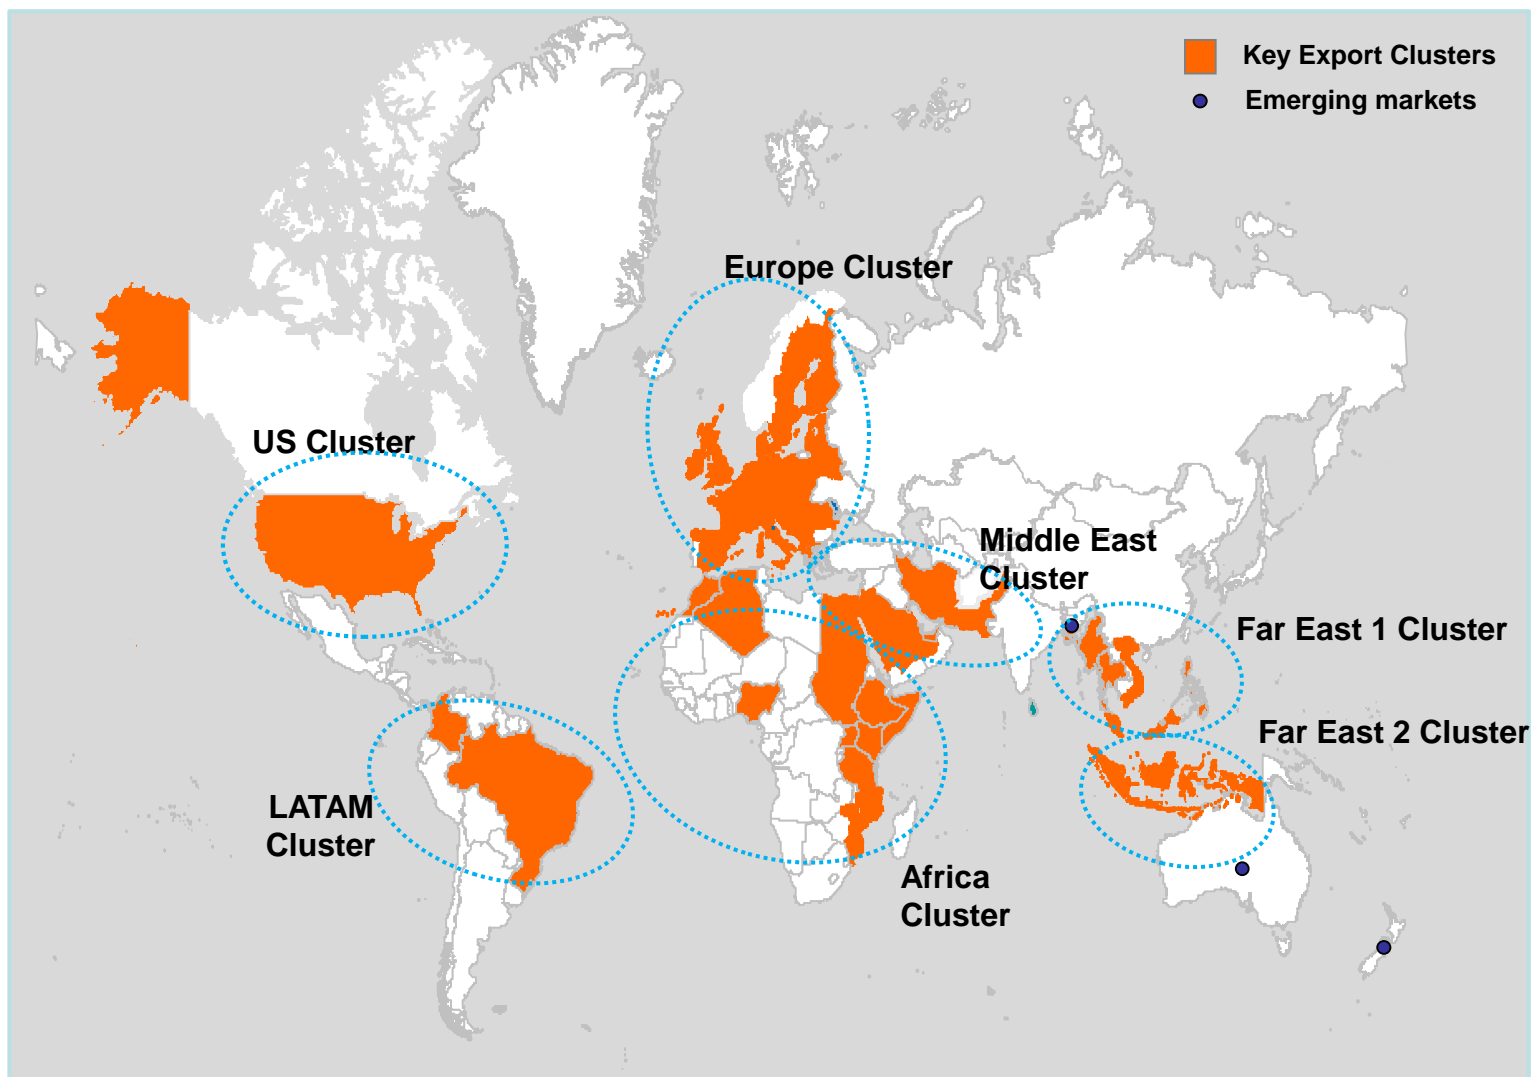 Key Export Clusters
Emerging markets
Europe Cluster
US Cluster
Middle East
Cluster
Far East 1 Cluster
Far East 2 Cluster
LATAM
Cluster
Africa
Cluster